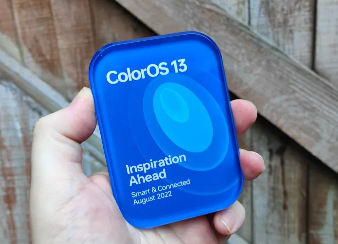 ColorOS 13
Inspiration
Ahead
Smart & Connected
August 2022